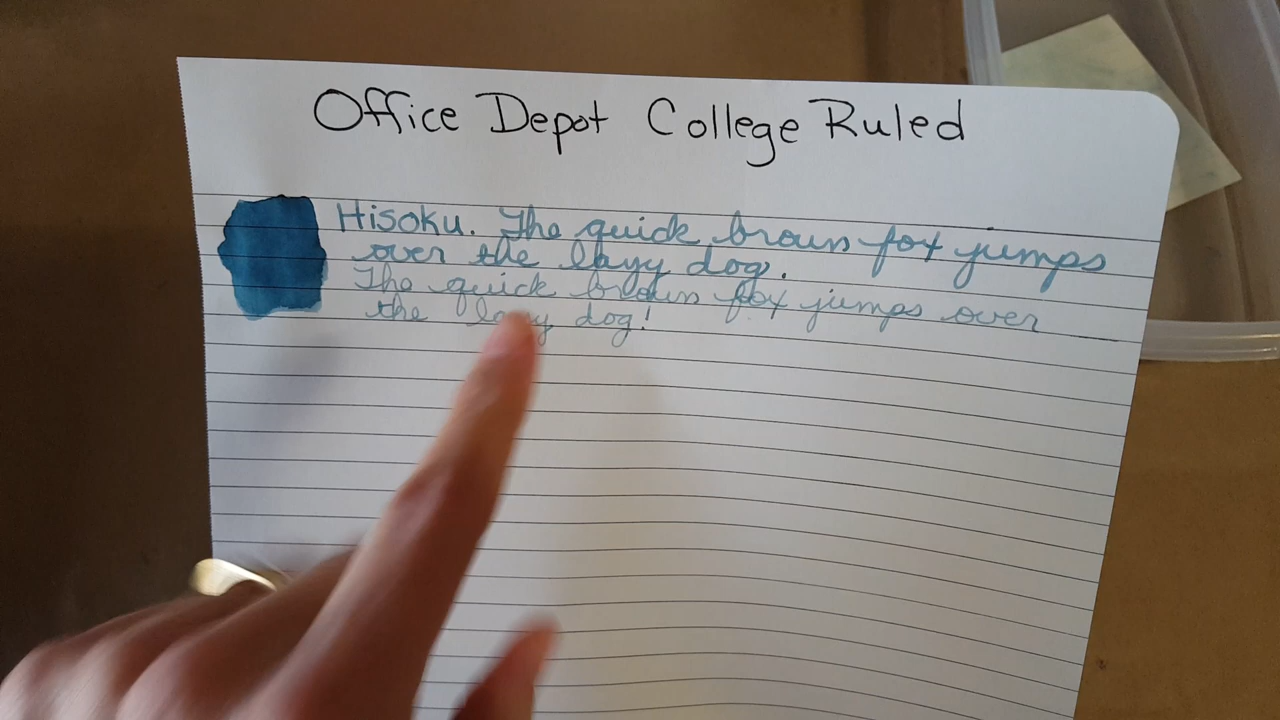 Office Depot College Ruled
Hisoku. The quick brown fox jumps
over the lazy dog.
The quick brown fox jumps over
the lazy dog!